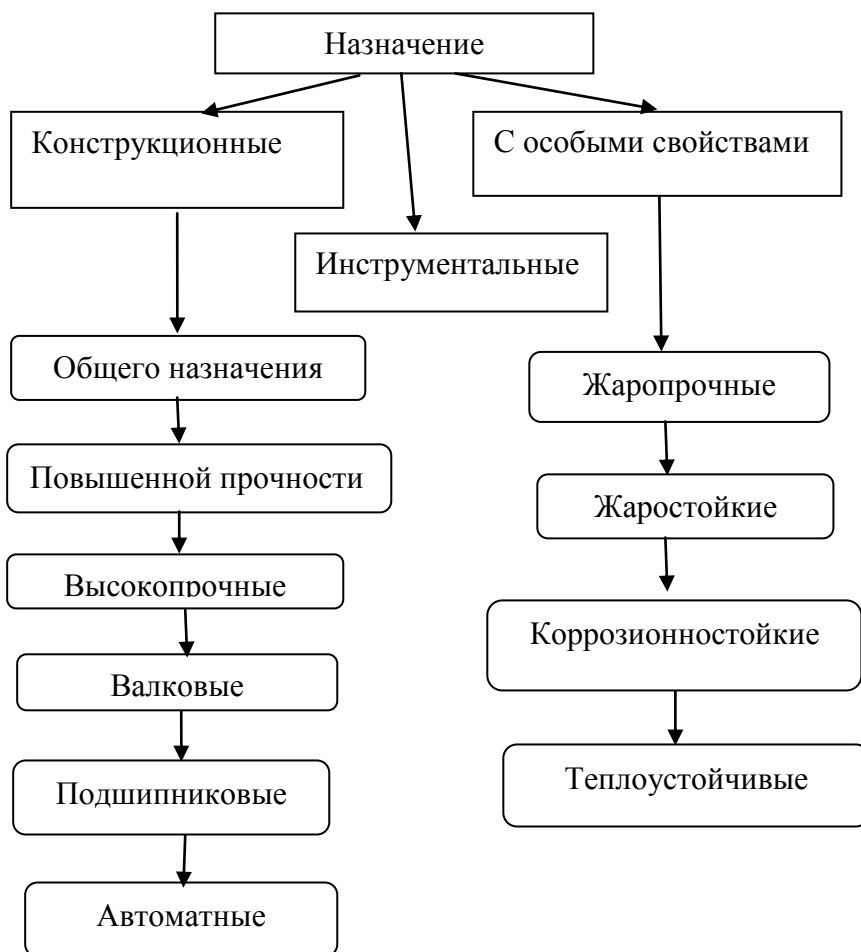 Назначение
Конструкционные
С особыми свойствами
Инструментальные
Общего назначения
Жаропрочные
Повышенной прочности
Жаростойкие
Высокопрочные
Коррозионностойкие
Валковые
Теплоустойчивые
Подшипниковые
Автоматные